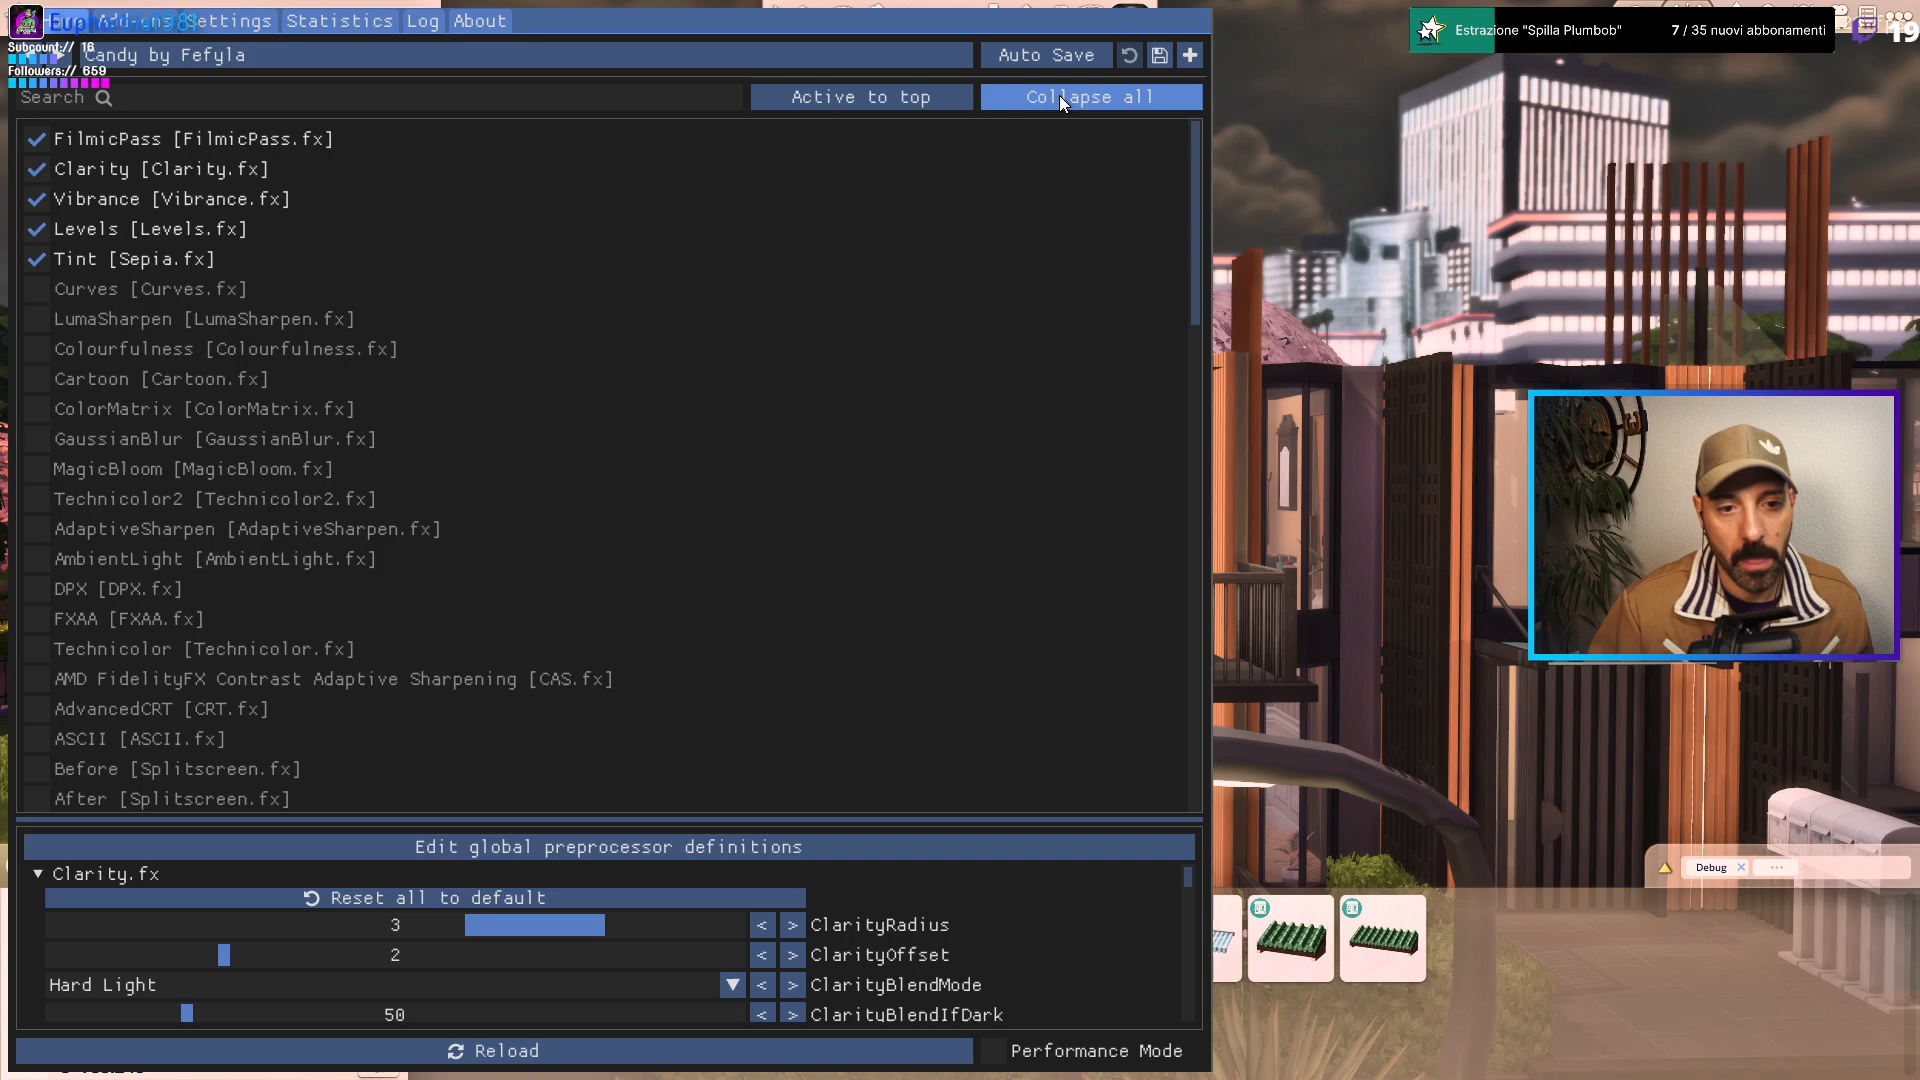 Euphoria1981
Settings
Statistics
Log
About
Subcount:// 16
Followers:// 659
Candy by Fefyla
Auto Save
Search
Active to top
Collapse all
FilmicPass [FilmicPass.fx]
Clarity [Clarity.fx]
Vibrance [Vibrance.fx]
Levels [Levels.fx]
Tint [Sepia.fx]
Curves [Curves.fx]
LumaSharpen [LumaSharpen.fx]
Colourfulness [Colourfulness.fx]
Cartoon [Cartoon.fx]
ColorMatrix [ColorMatrix.fx]
GaussianBlur [GaussianBlur.fx]
MagicBloom [MagicBloom.fx]
Technicolor2 [Technicolor2.fx]
AdaptiveSharpen [AdaptiveSharpen.fx]
AmbientLight [AmbientLight.fx]
DPX [DPX.fx]
FXAA [FXAA.fx]
Technicolor [Technicolor.fx]
AMD FidelityFX Contrast Adaptive Sharpening [CAS.fx]
AdvancedCRT [CRT.fx]
ASCII [ASCII.fx]
Before [Splitscreen.fx]
After [Splitscreen.fx]
Edit global preprocessor definitions
Clarity.fx
Reset all to default
3 < > ClarityRadius
2 < > ClarityOffset
Hard Light < > ClarityBlendMode
50 < > ClarityBlendIfDark
Reload
Performance Mode
Estrazione "Spilla Plumbob" 7 / 35 nuovi abbonamenti
19
Debug